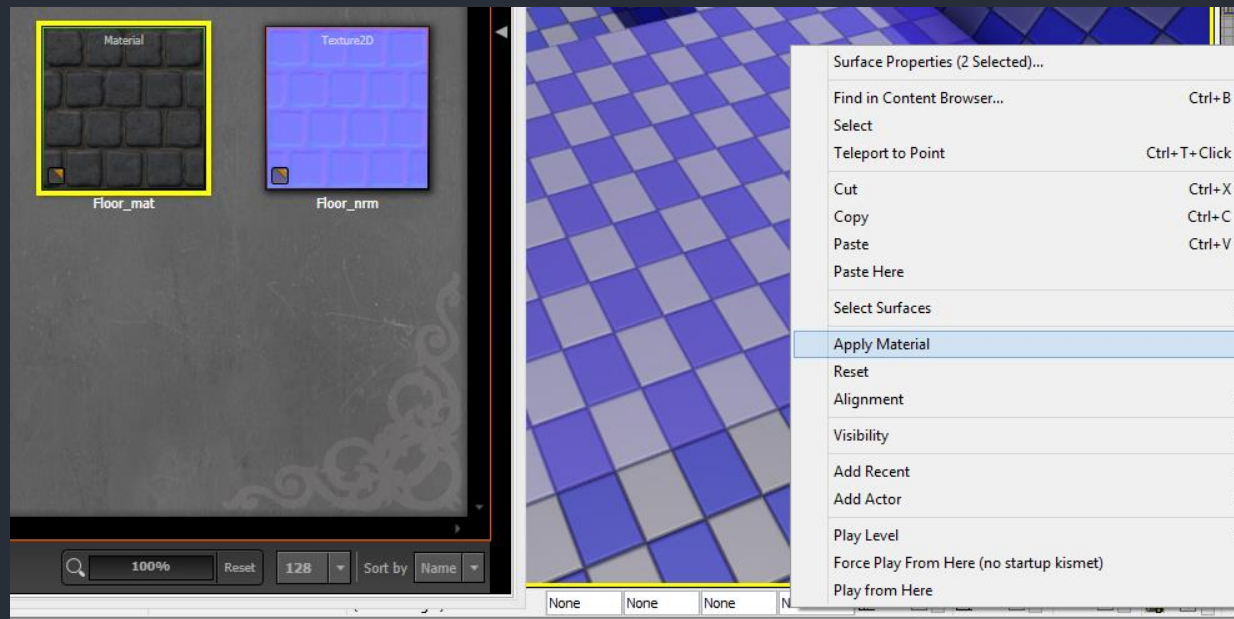 Material
Texture2D
Floor_mat
Floor_nrm
100%
Reset
128
Sort by
Name
Surface Properties (2 Selected)...
Find in Content Browser... Ctrl+B
Select
Teleport to Point Ctrl+T+Click
Cut Ctrl+X
Copy Ctrl+C
Paste Ctrl+V
Paste Here
Select Surfaces
Apply Material
Reset
Alignment
Visibility
Add Recent
Add Actor
Play Level
Force Play From Here (no startup kismet)
Play from Here
None None None